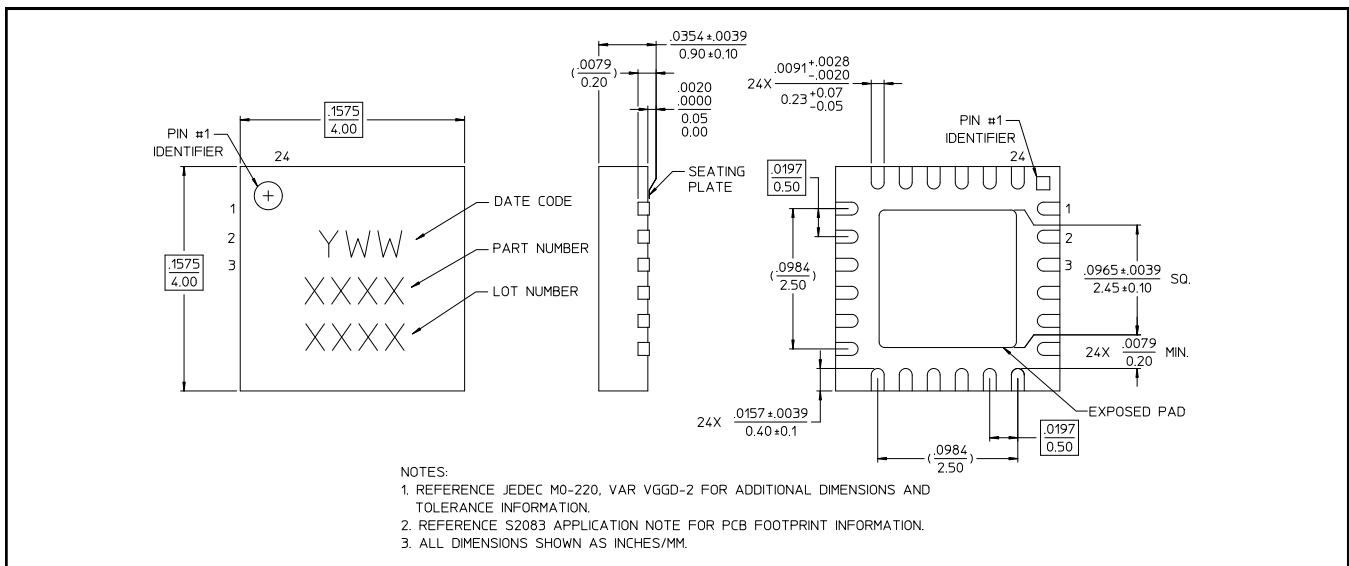 .1575
4.00
PIN #1
IDENTIFIER
24
1
2
3
.1575
4.00
YWW
XXXX
XXXX
DATE CODE
PART NUMBER
LOT NUMBER
.0354±.0039
0.90±0.10
(.0079)
0.20
.0020
.0000
0.05
0.00
SEATING
PLATE
24X .0091 +.0028 -.0020
0.23 +0.07 -0.05
PIN #1
IDENTIFIER
24
1
2
3
.0197
0.50
(.0984)
2.50
.0965±.0039 SQ.
2.45±0.10
24X .0079 MIN.
0.20
EXPOSED PAD
24X .0157±.0039
0.40±0.1
.0197
0.50
(.0984)
2.50
NOTES:
1. REFERENCE JEDEC M0-220, VAR VGGD-2 FOR ADDITIONAL DIMENSIONS AND
TOLERANCE INFORMATION.
2. REFERENCE S2083 APPLICATION NOTE FOR PCB FOOTPRINT INFORMATION.
3. ALL DIMENSIONS SHOWN AS INCHES/MM.